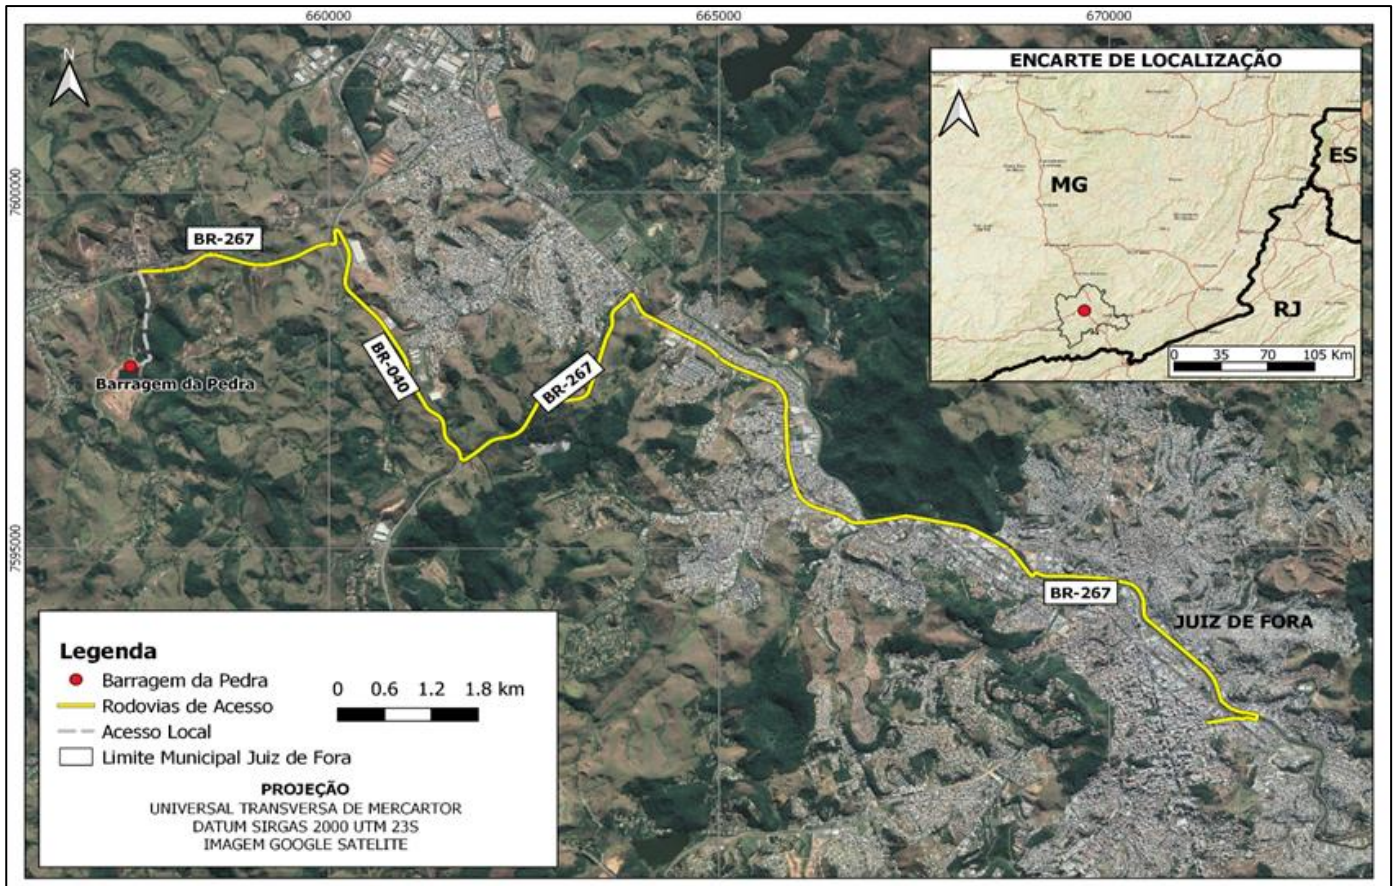 660000
665000
670000
N
ENCARTE DE LOCALIZAÇÃO
ES
MG
RJ
0 35 70 105 Km
7600000
BR-267
BR-040
BR-267
Barragem da Pedra
7595000
BR-267
JUIZ DE FORA
Legenda
Barragem da Pedra
Rodovias de Acesso
Acesso Local
Limite Municipal Juiz de Fora
0 0.6 1.2 1.8 km
PROJEÇÃO
UNIVERSAL TRANSVERSA DE MERCARTOR
DATUM SIRGAS 2000 UTM 23S
IMAGEM GOOGLE SATELITE